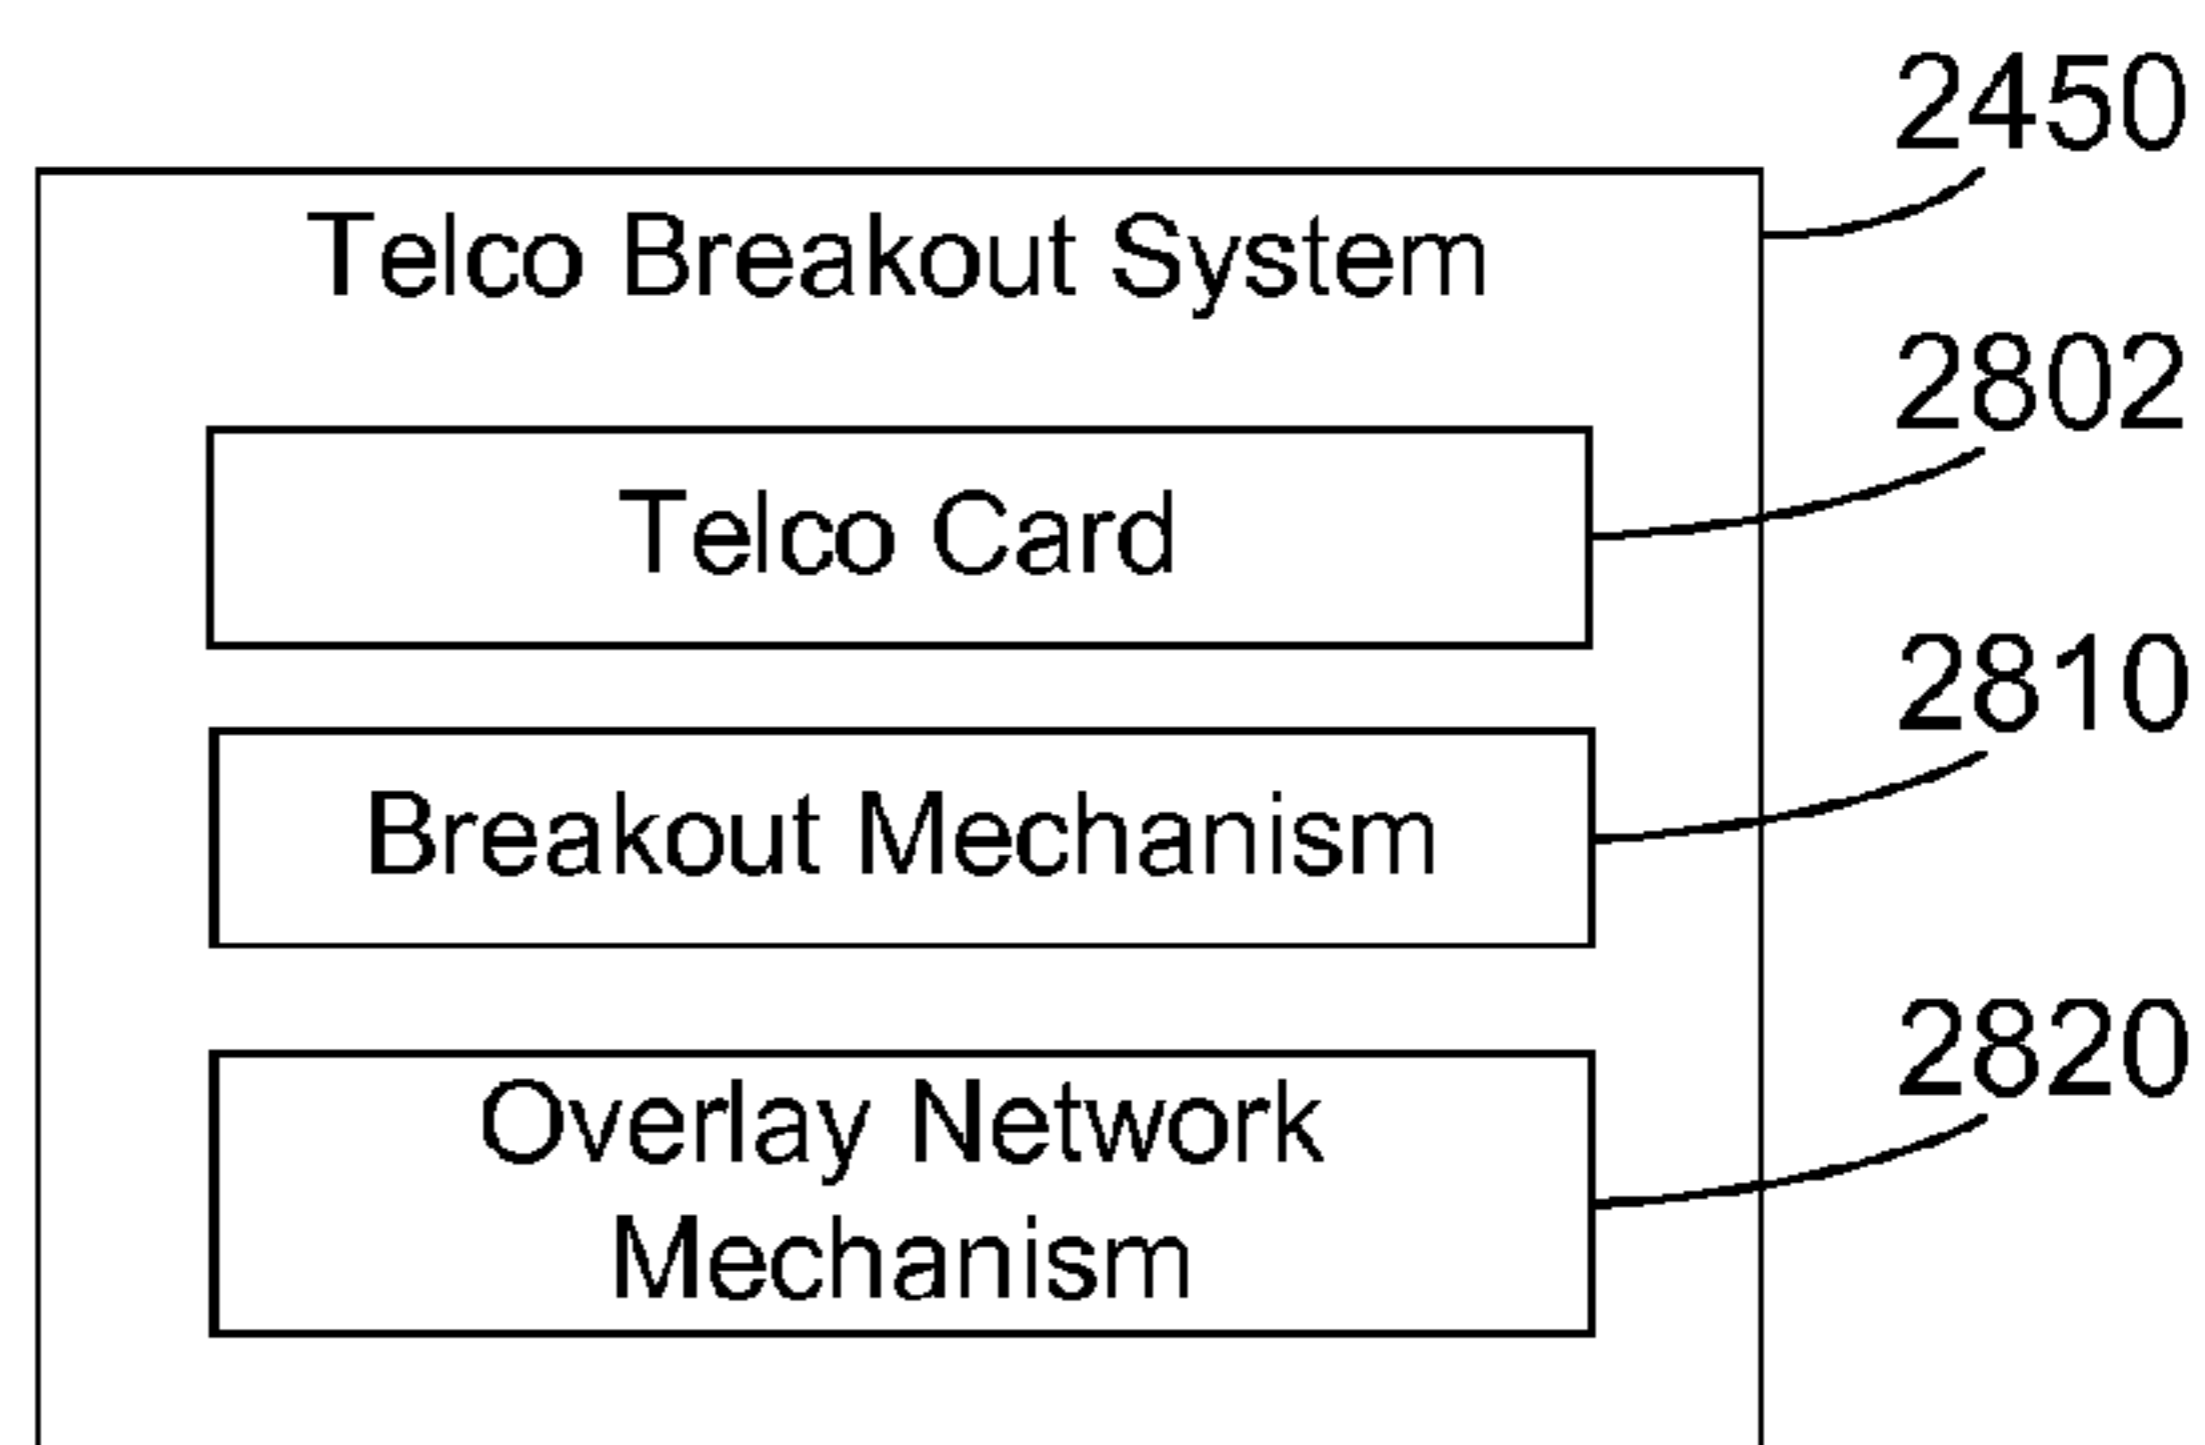 2450
Telco Breakout System
2802
Telco Card
2810
Breakout Mechanism
2820
Overlay Network
Mechanism